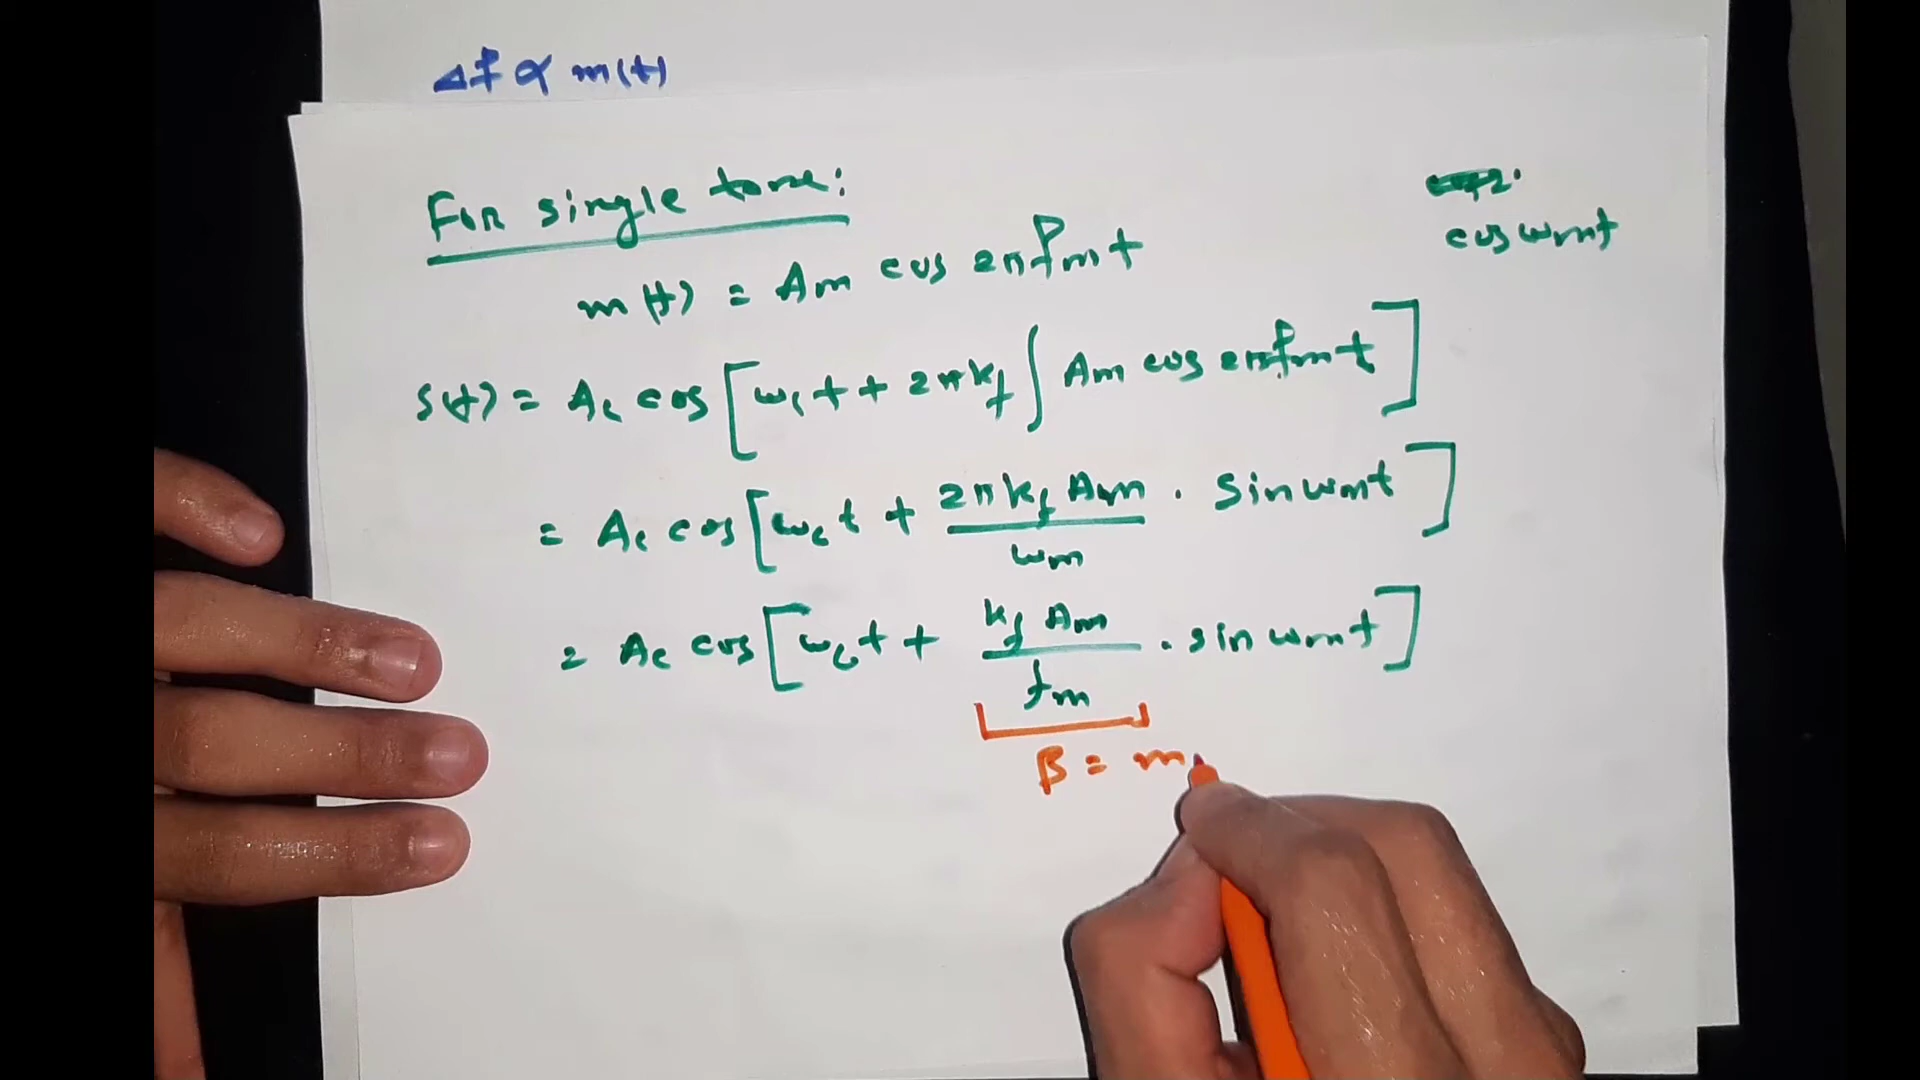 Δf ∝ m(t)
For single tone:
cos ωmt
m(t) = Am cos 2πfmt
s(t) = Ac cos [ωct + 2πkf ∫ Am cos 2πfmt]
= Ac cos [ωct + 2πkf Am / ωm . sin ωmt]
= Ac cos [ωct + kf Am / fm . sin ωmt]
β = m